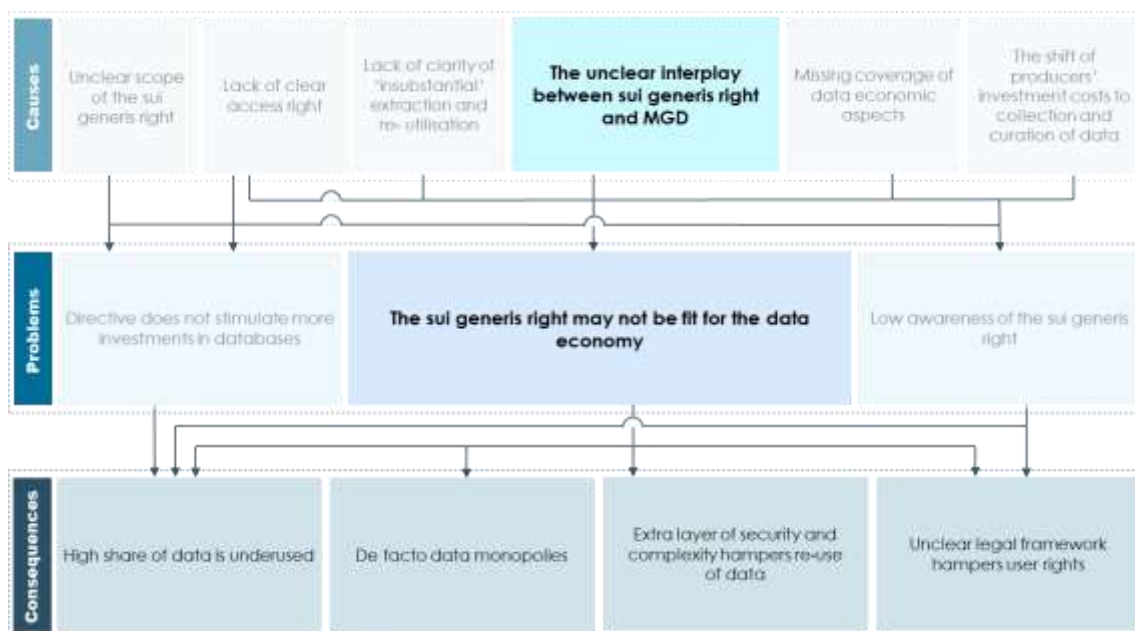 Causes
Unclear scope
of the sui
generis right
Lack of clear
access right
Lack of clarity of
'insubstantial'
extraction and
re- utilisation
The unclear interplay
between sui generis right
and MGD
Missing coverage of
data economic
aspects
The shift of
producers'
investment costs to
collection and
curation of data
Problems
Directive does not stimulate more
investments in databases
The sui generis right may not be fit for the data
economy
Low awareness of the sui generis
right
Consequences
High share of data is underused
De facto data monopolies
Extra layer of security and
complexity hampers re-use
of data
Unclear legal framework
hampers user rights